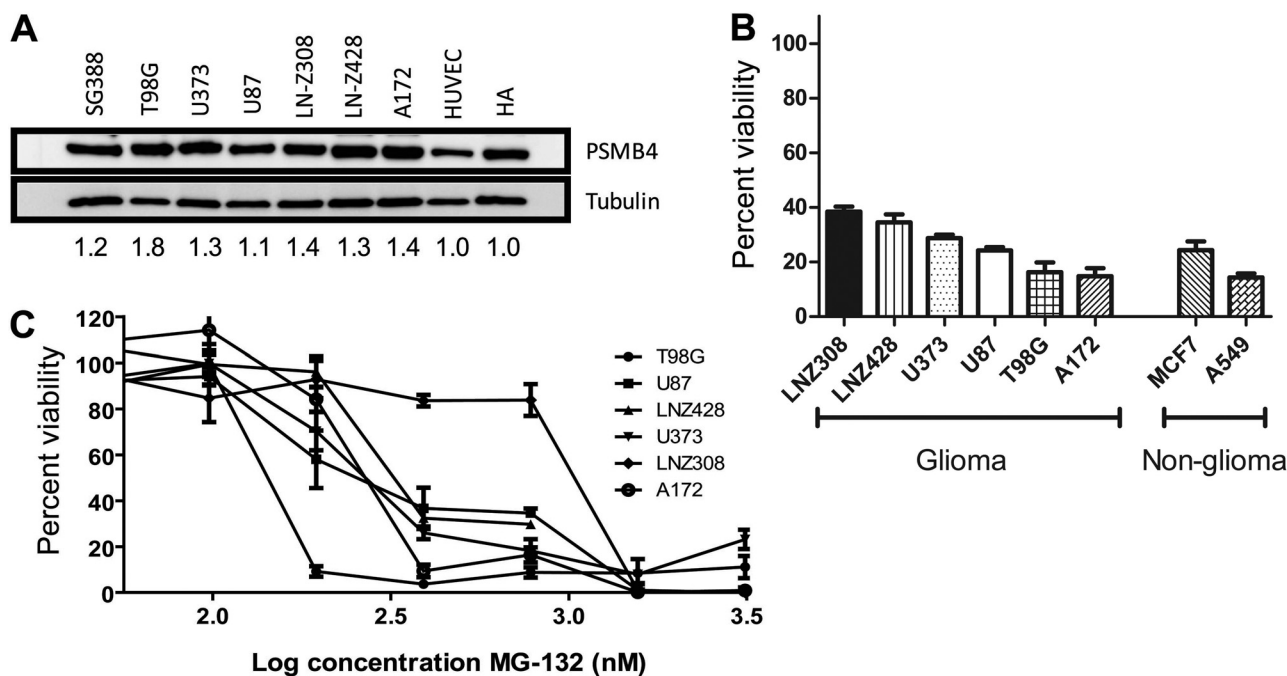 A
SG388 T98G U373 U87 LN-Z308 LN-Z428 A172 HUVEC HA
PSMB4
Tubulin
1.2 1.8 1.3 1.1 1.4 1.3 1.4 1.0 1.0
B
Percent viability
100
80
60
40
20
0
LNZ308 LNZ428 U373 U87 T98G A172 MCF7 A549
Glioma Non-glioma
C
Percent viability
120
100
80
60
40
20
0
2.0 2.5 3.0 3.5
Log concentration MG-132 (nM)
T98G
U87
LNZ428
U373
LNZ308
A172